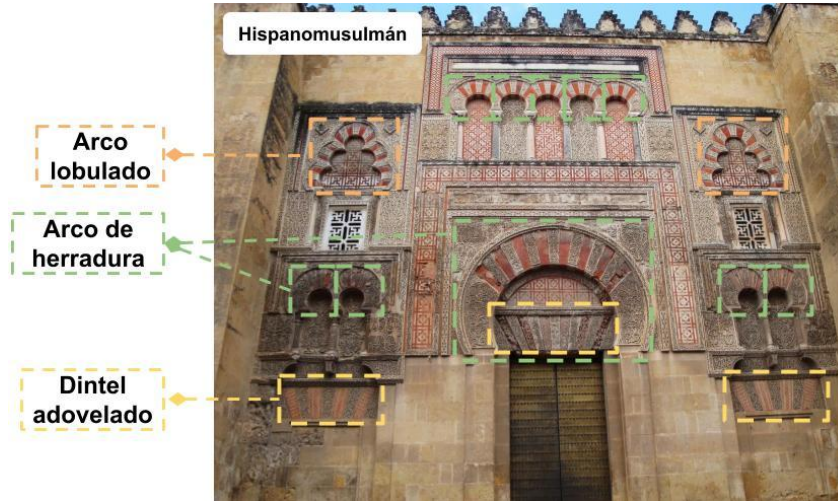 Hispanomusulmán
Arco
lobulado
Arco de
herradura
Dintel
adovelado